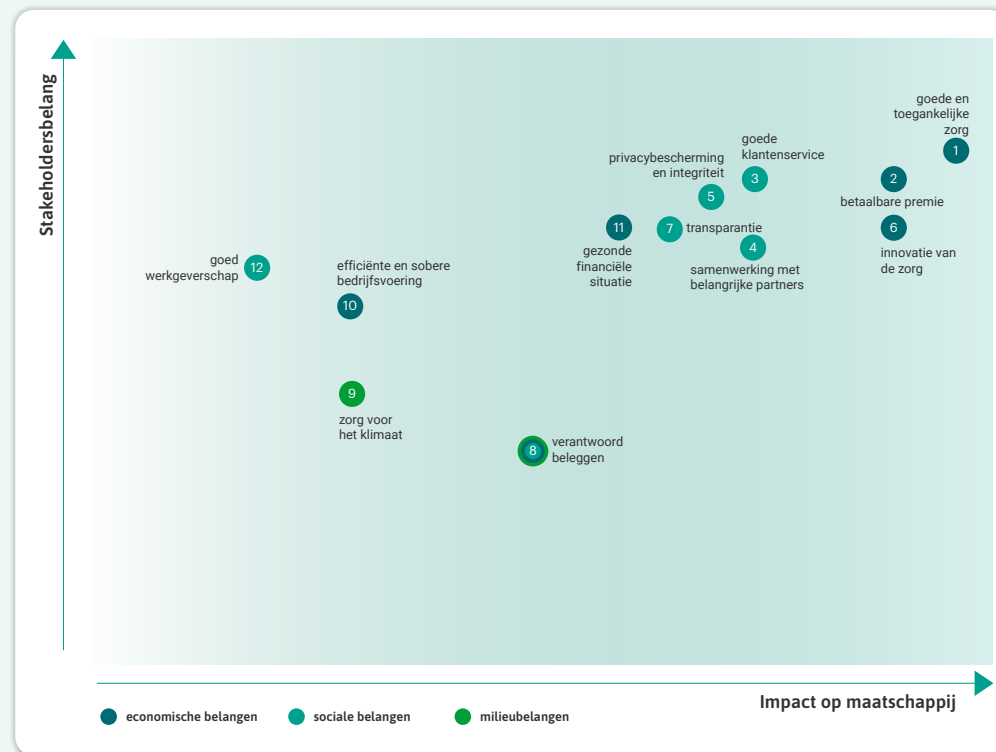 Stakeholdersbelang
goede en
toegankelijke
zorg
1
goede
klantenservice
3
privacybescherming
en integriteit
5
2
betaalbare premie
11
gezonde
financiële
situatie
7
transparantie
4
samenwerking met
belangrijke partners
6
innovatie van
de zorg
goed
werkgeverschap
12
efficiënte en sobere
bedrijfsvoering
10
9
zorg voor
het klimaat
8
verantwoord
beleggen
Impact op maatschappij
economische belangen
sociale belangen
milieubelangen